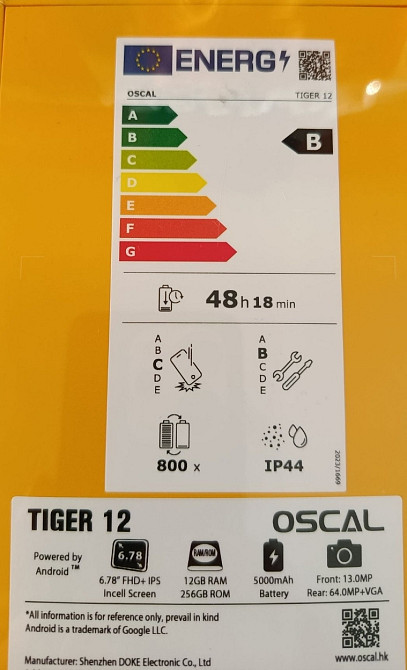 ENERG
OSCAL TIGER 12
A
B
C
D
E
F
G
B
48h 18min
A
B
C
D
E
A
B
C
D
E
800 x
IP44
2023/1669
TIGER 12 OSCAL
Powered by
Android™
6.78
6.78" FHD+ IPS
Incell Screen
RAM/ROM
12GB RAM
256GB ROM
5000mAh
Battery
Front: 13.0MP
Rear: 64.0MP+VGA
*All information is for reference only, prevail in kind
Android is a trademark of Google LLC.
www.oscal.hk
Manufacturer: Shenzhen DOKE Electronic Co., Ltd